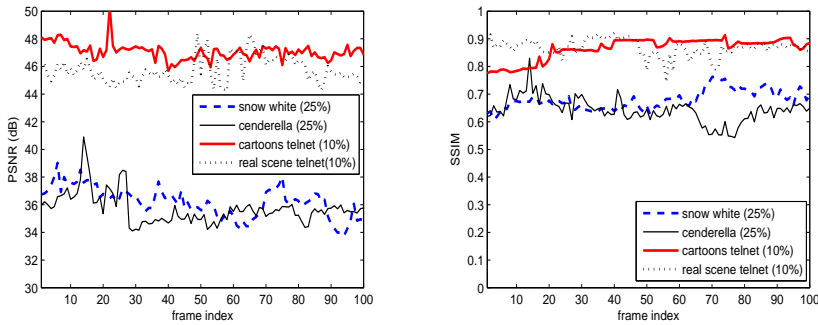 50
48
46
44
42
40
38
36
34
32
30
PSNR (dB)
10 20 30 40 50 60 70 80 90 100
frame index
snow white (25%)
cenderella (25%)
cartoons telnet (10%)
real scene telnet(10%)
1
0.9
0.8
0.7
0.6
0.5
0.4
0.3
0.2
0.1
0
SSIM
10 20 30 40 50 60 70 80 90 100
frame index
snow white (25%)
cenderella (25%)
cartoons telnet (10%)
real scene telnet (10%)